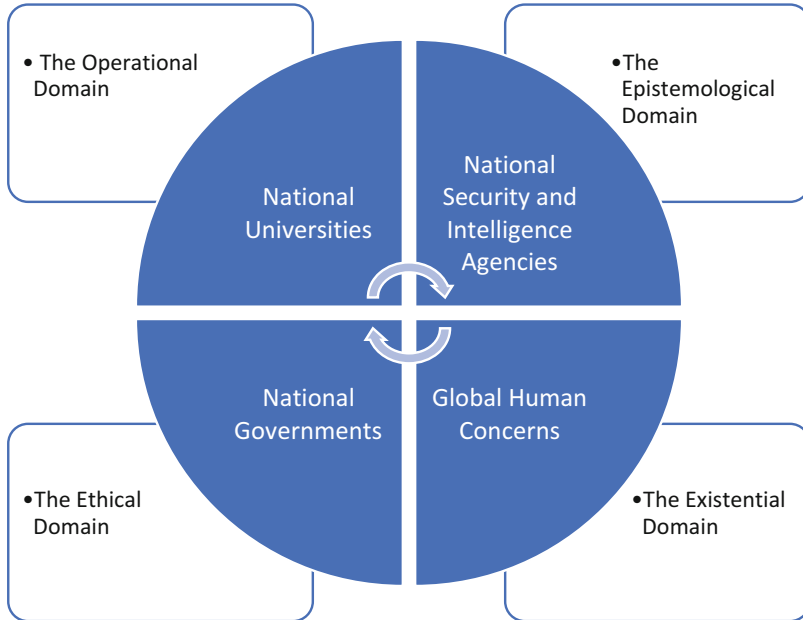 • The Operational
Domain
•The
Epistemological
Domain
National
Universities
National
Security and
Intelligence
Agencies
National
Governments
Global Human
Concerns
•The Ethical
Domain
•The Existential
Domain